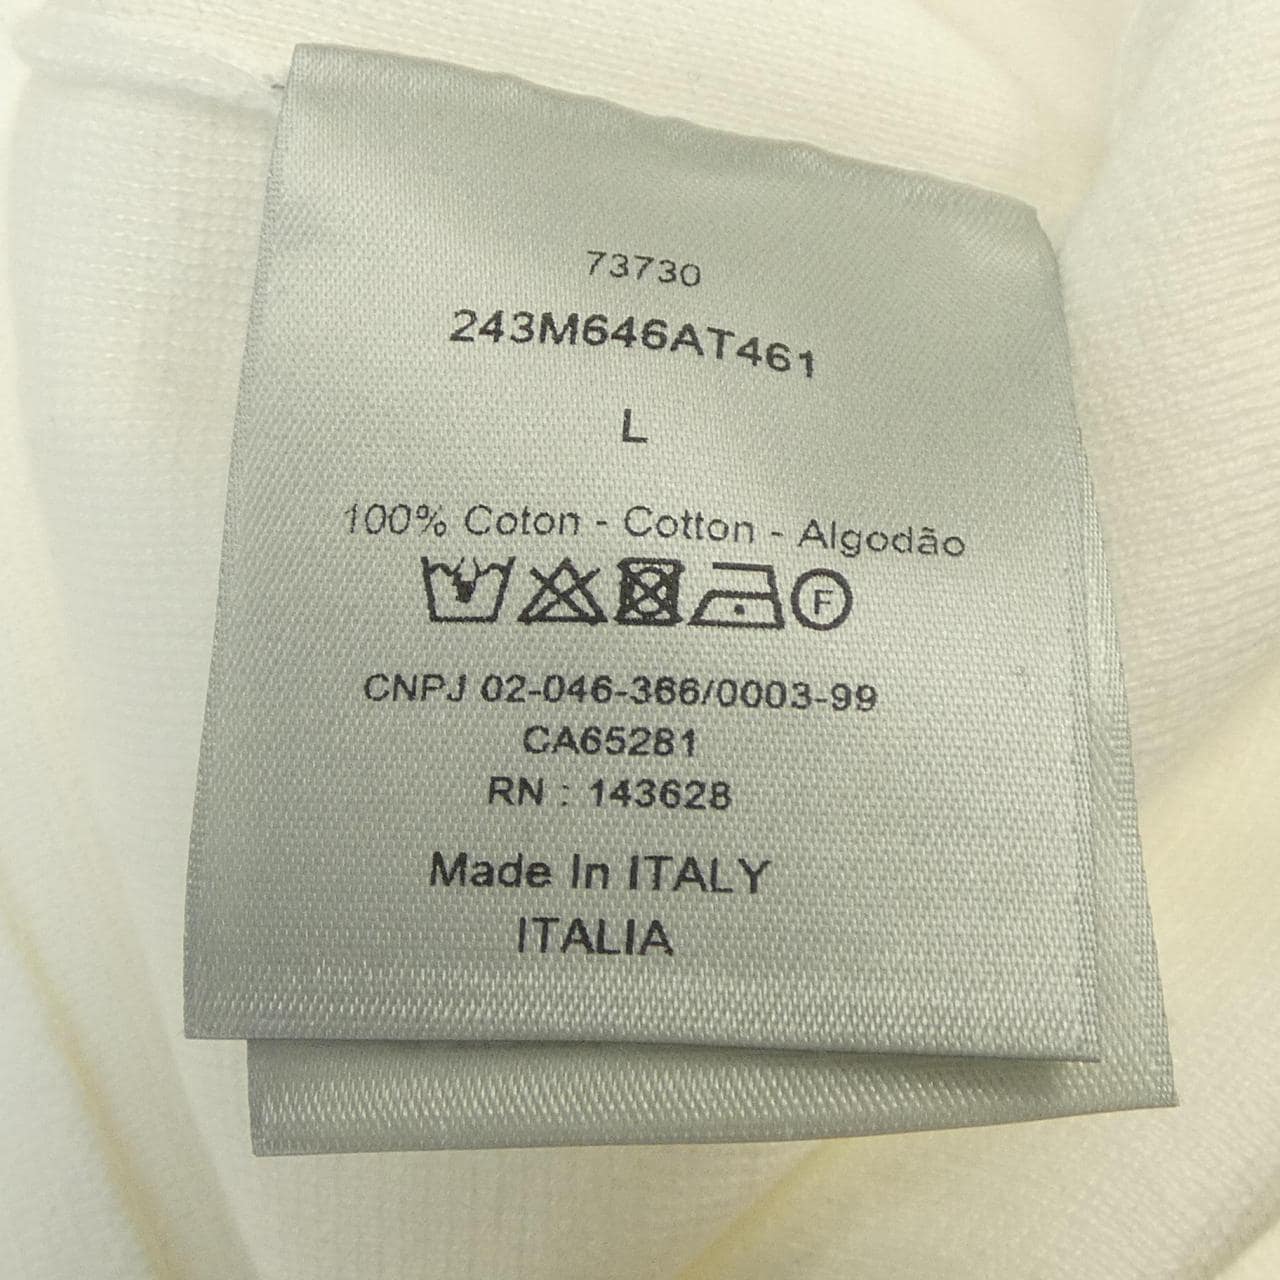 73730
243M646AT461
L
100% Coton - Cotton - Algodão
F
CNPJ 02-046-366/0003-99
CA65281
RN : 143628
Made In ITALY
ITALIA